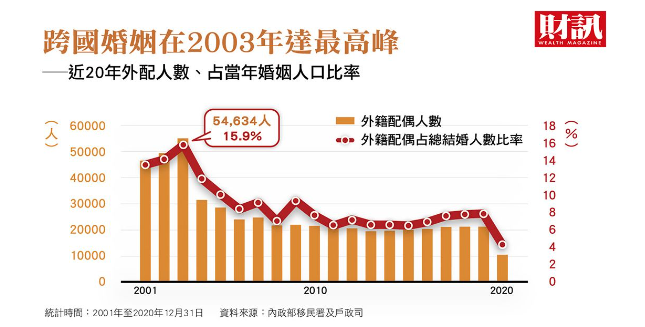 財訊
WEALTH MAGAZINE
跨國婚姻在2003年達最高峰
——近20年外配人數、占當年婚姻人口比率
（人）
60000
50000
40000
30000
20000
10000
0
54,634人
15.9%
外籍配偶人數
外籍配偶占總結婚人數比率
（%）
18
16
14
12
10
8
6
4
2
0
2001
2010
2020
統計時間：2001年至2020年12月31日 資料來源：內政部移民署及戶政司